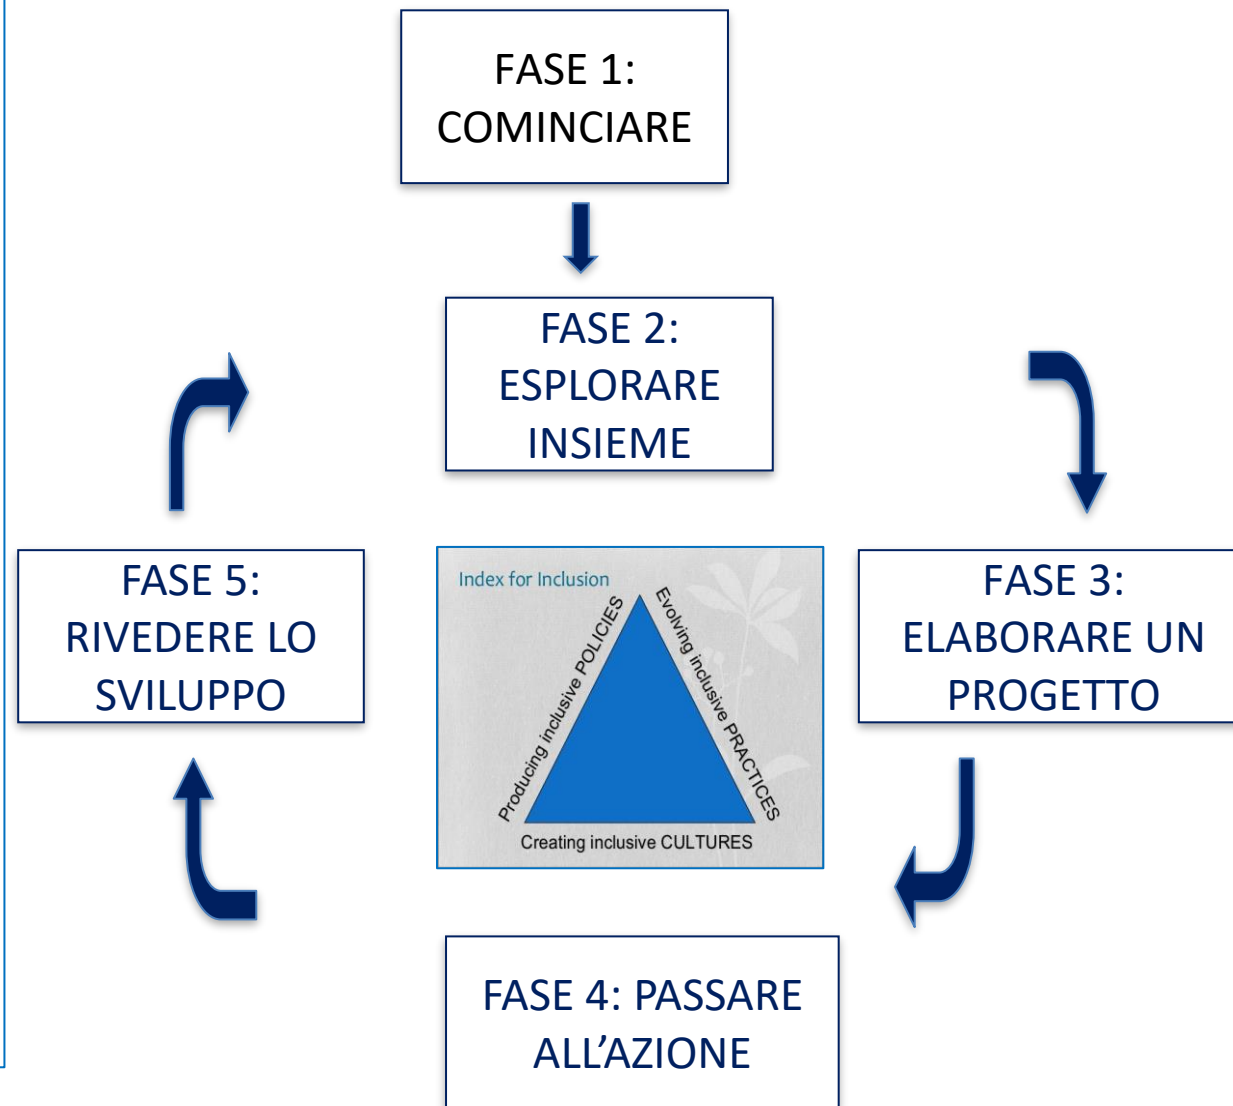 FASE 1:
COMINCIARE
FASE 2:
ESPLORARE
INSIEME
FASE 5:
RIVEDERE LO
SVILUPPO
Index for Inclusion
Producing inclusive POLICIES
Evolving inclusive PRACTICES
Creating inclusive CULTURES
FASE 3:
ELABORARE UN
PROGETTO
FASE 4: PASSARE
ALL’AZIONE